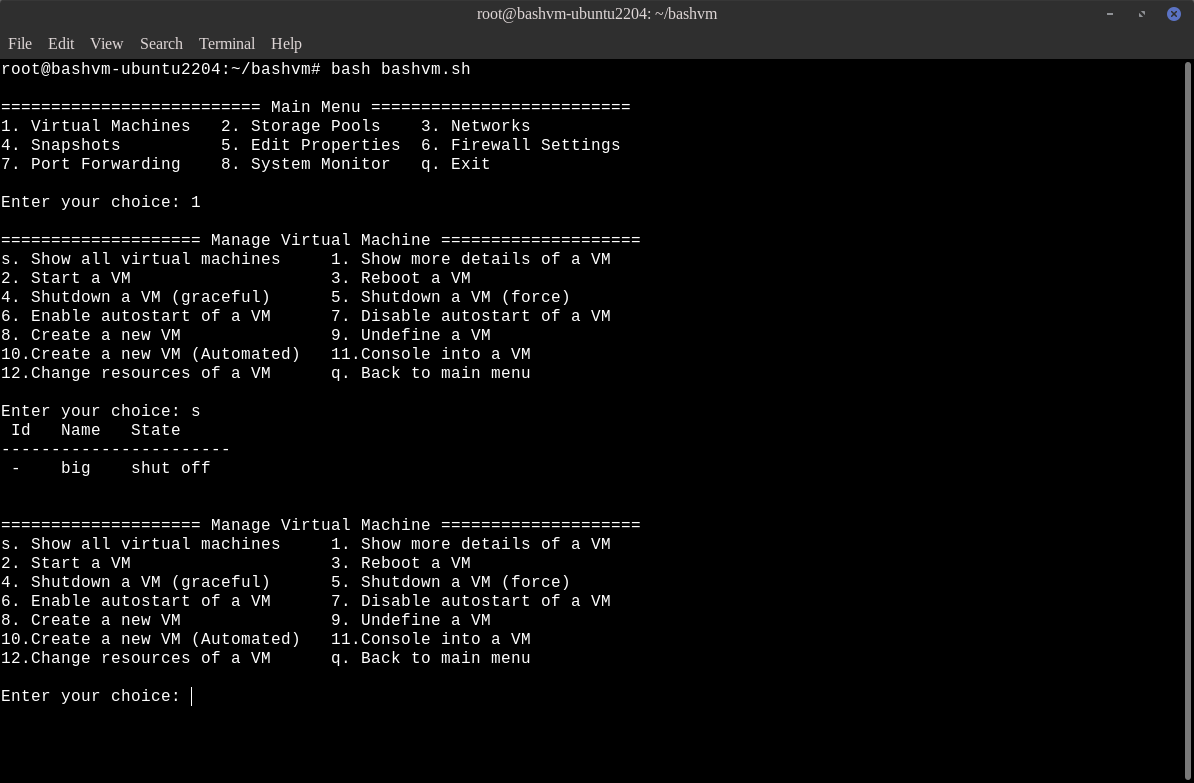 root@bashvm-ubuntu2204: ~/bashvm
File Edit View Search Terminal Help
root@bashvm-ubuntu2204:~/bashvm# bash bashvm.sh
========================== Main Menu ==========================
1. Virtual Machines   2. Storage Pools    3. Networks
4. Snapshots          5. Edit Properties  6. Firewall Settings
7. Port Forwarding    8. System Monitor   q. Exit
Enter your choice: 1
==================== Manage Virtual Machine ====================
s. Show all virtual machines     1. Show more details of a VM
2. Start a VM                    3. Reboot a VM
4. Shutdown a VM (graceful)      5. Shutdown a VM (force)
6. Enable autostart of a VM      7. Disable autostart of a VM
8. Create a new VM               9. Undefine a VM
10.Create a new VM (Automated)   11.Console into a VM
12.Change resources of a VM      q. Back to main menu
Enter your choice: s
 Id   Name   State
-----------------------
 -    big    shut off
==================== Manage Virtual Machine ====================
s. Show all virtual machines     1. Show more details of a VM
2. Start a VM                    3. Reboot a VM
4. Shutdown a VM (graceful)      5. Shutdown a VM (force)
6. Enable autostart of a VM      7. Disable autostart of a VM
8. Create a new VM               9. Undefine a VM
10.Create a new VM (Automated)   11.Console into a VM
12.Change resources of a VM      q. Back to main menu
Enter your choice: